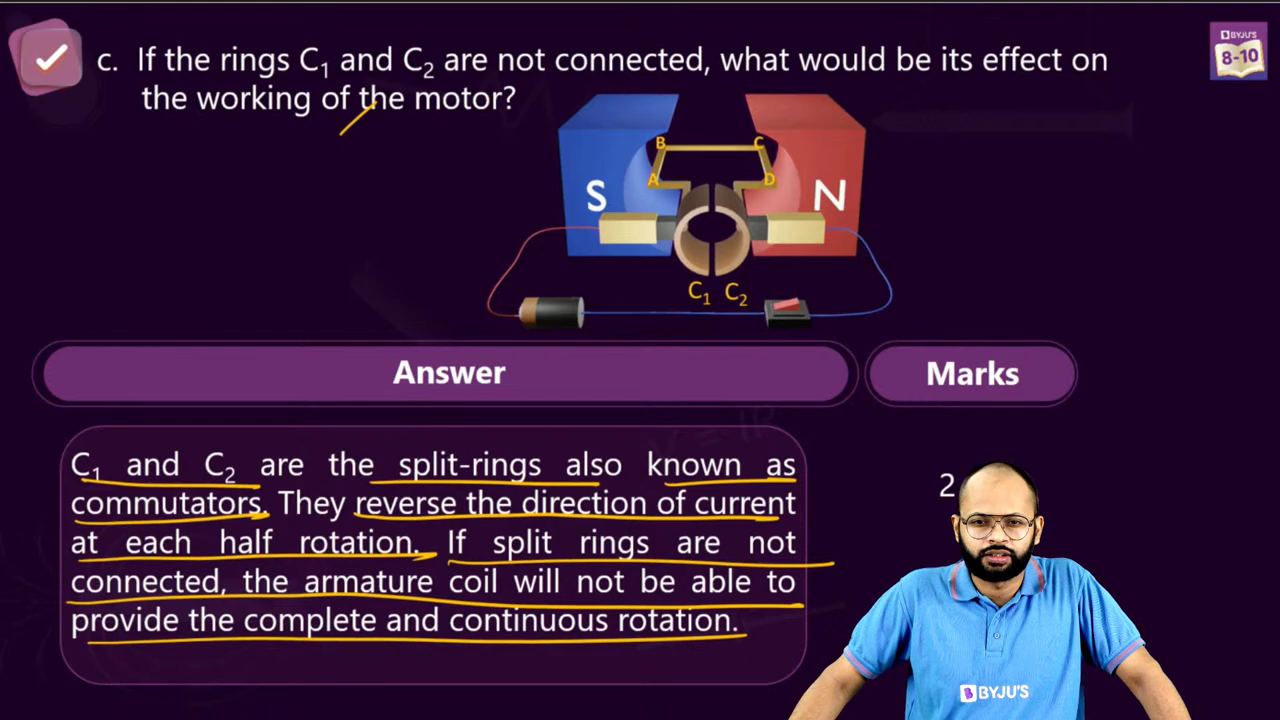 c. If the rings C₁ and C₂ are not connected, what would be its effect on
the working of the motor?
BYJU'S
8-10
B
C
A
D
S
N
C₁ C₂
Answer
Marks
C₁ and C₂ are the split-rings also known as
commutators. They reverse the direction of current
at each half rotation. If split rings are not
connected, the armature coil will not be able to
provide the complete and continuous rotation.
2
BYJU'S